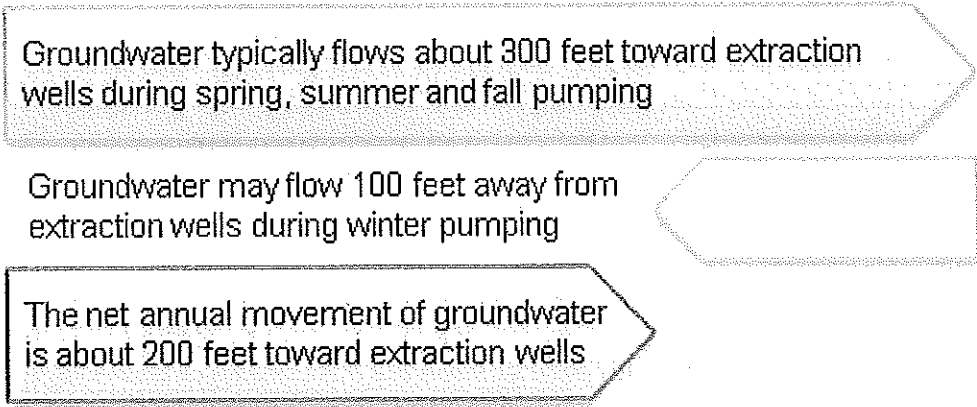 Groundwater typically flows about 300 feet toward extraction
wells during spring, summer and fall pumping
Groundwater may flow 100 feet away from
extraction wells during winter pumping
The net annual movement of groundwater
is about 200 feet toward extraction wells